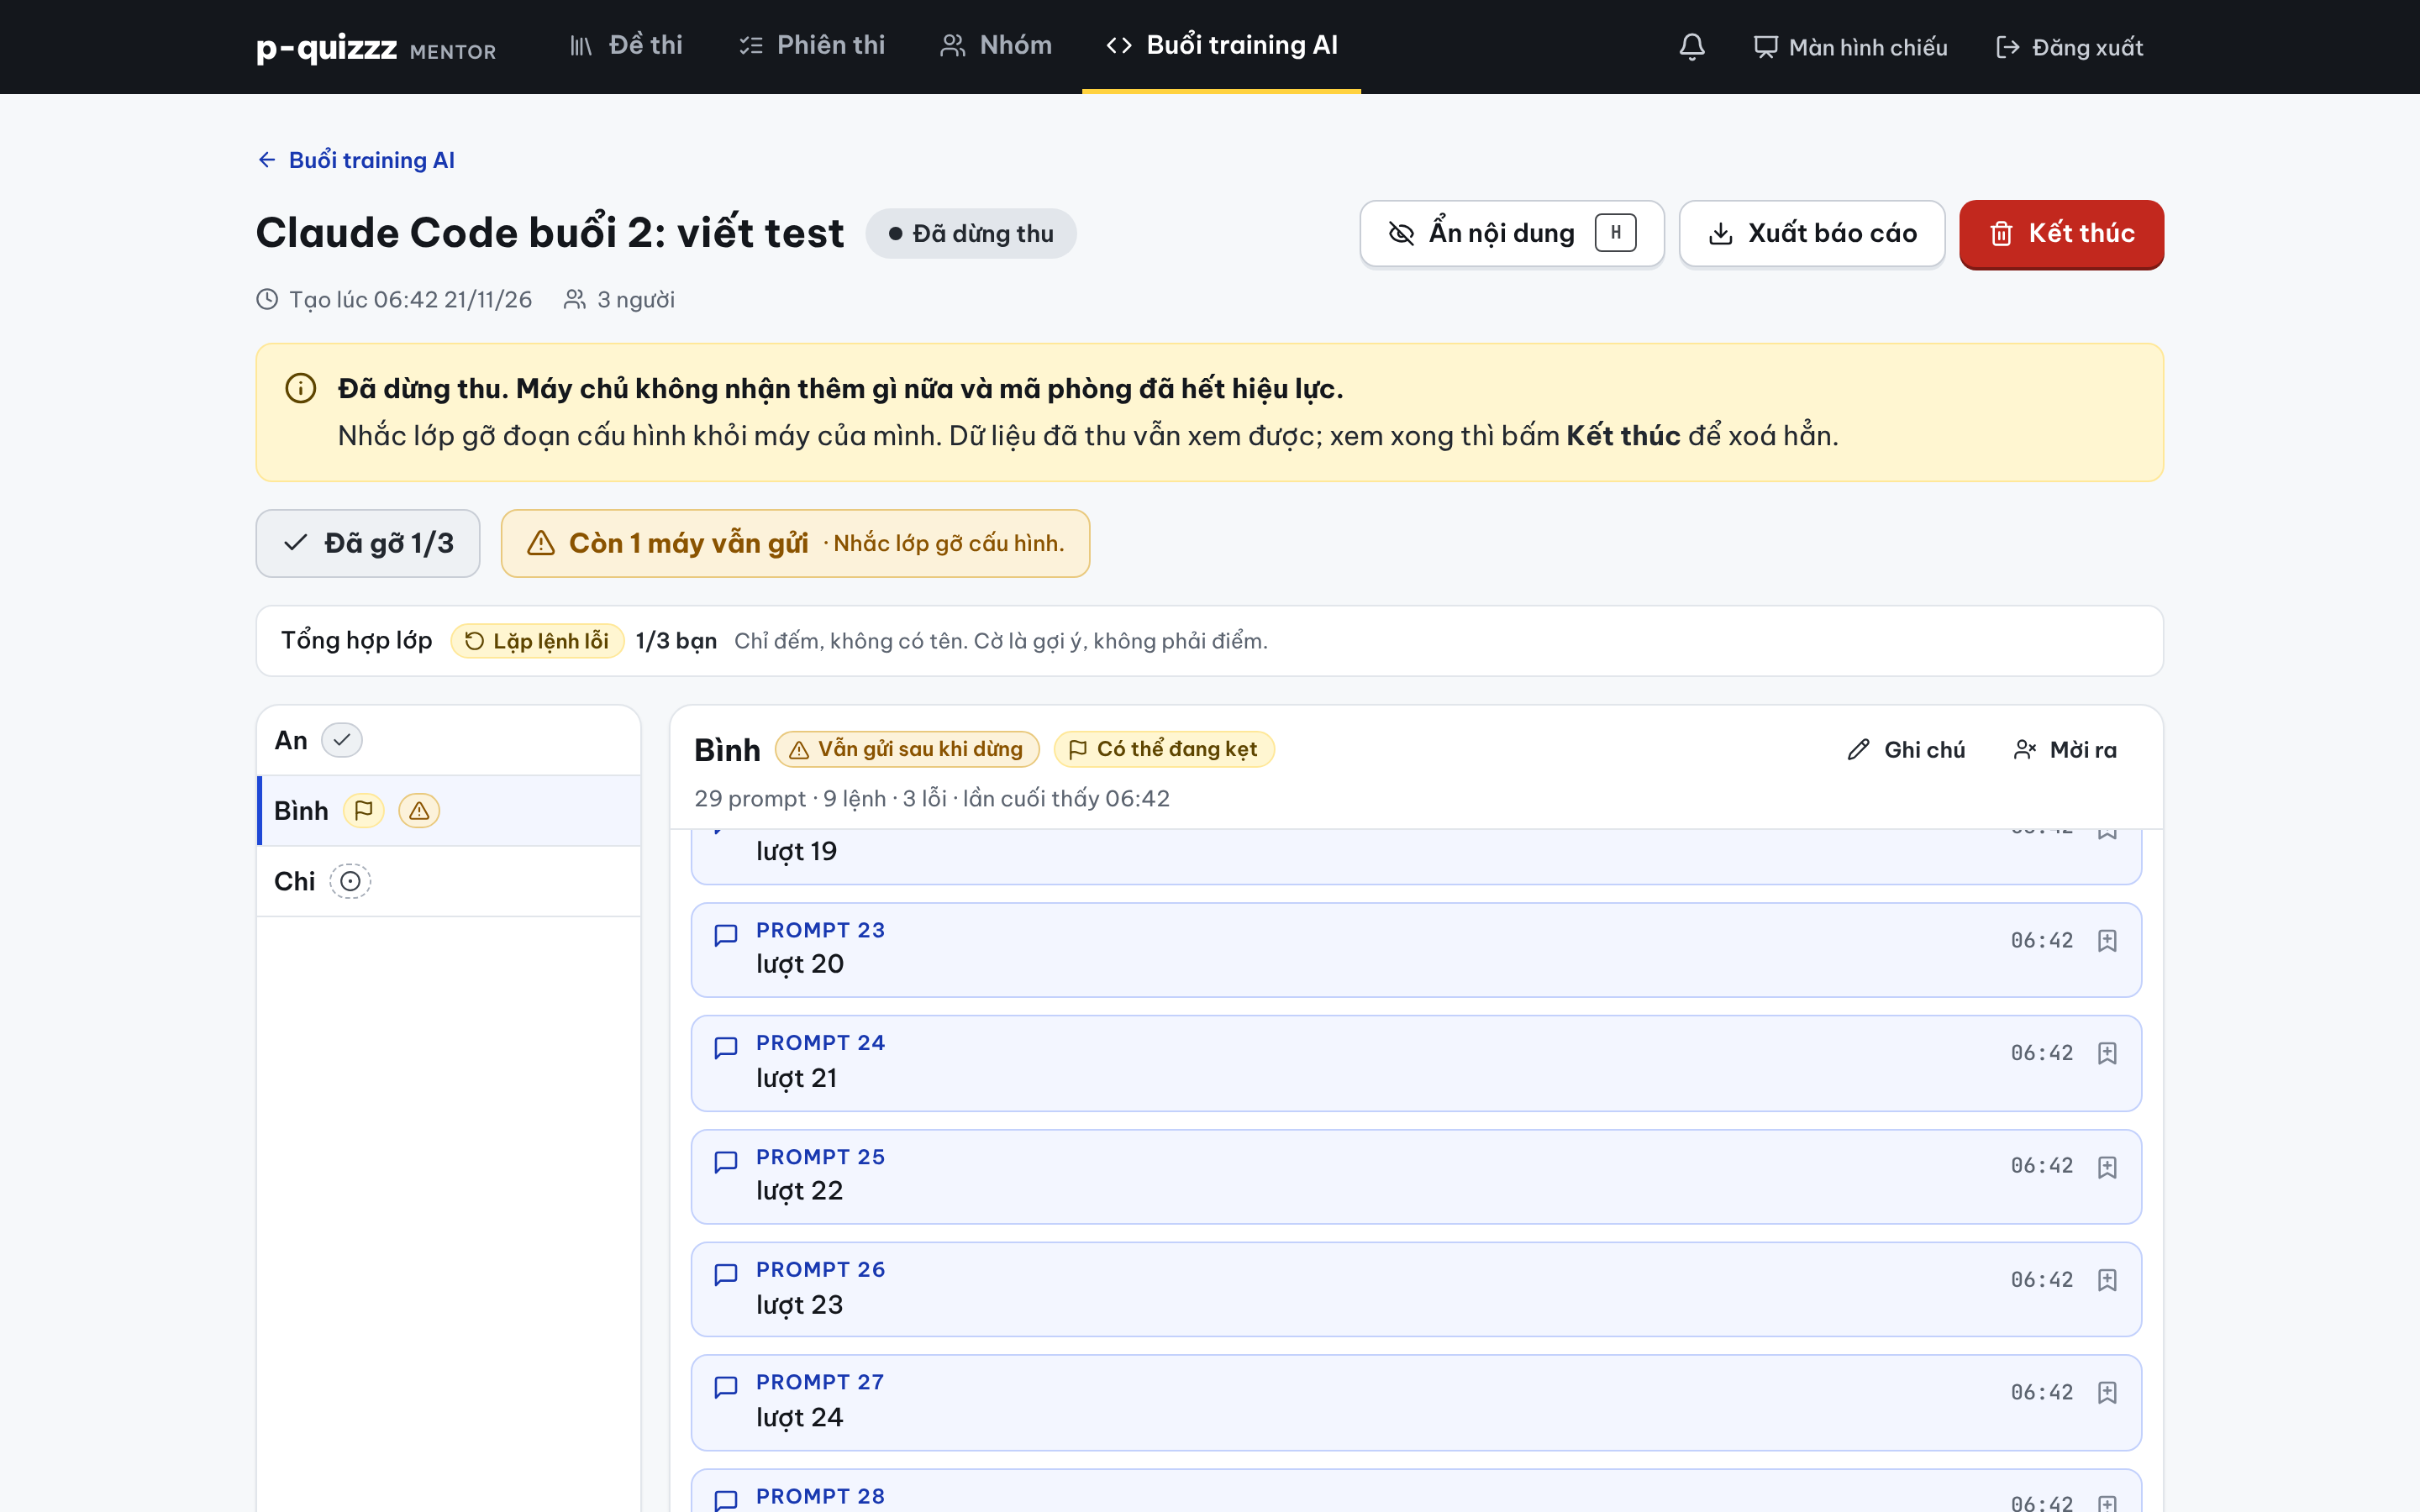 p-quizzz MENTOR
Đề thi
Phiên thi
Nhóm
Buổi training AI
Màn hình chiếu
Đăng xuất
Buổi training AI
Claude Code buổi 2: viết test
Đã dừng thu
Ẩn nội dung H
Xuất báo cáo
Kết thúc
Tạo lúc 06:42 21/11/26
3 người
Đã dừng thu. Máy chủ không nhận thêm gì nữa và mã phòng đã hết hiệu lực.
Nhắc lớp gỡ đoạn cấu hình khỏi máy của mình. Dữ liệu đã thu vẫn xem được; xem xong thì bấm Kết thúc để xoá hẳn.
Đã gỡ 1/3
Còn 1 máy vẫn gửi · Nhắc lớp gỡ cấu hình.
Tổng hợp lớp
Lặp lệnh lỗi
1/3 bạn
Chỉ đếm, không có tên. Cờ là gợi ý, không phải điểm.
An
Bình
Chi
Bình
Vẫn gửi sau khi dừng
Có thể đang kẹt
Ghi chú
Mời ra
29 prompt · 9 lệnh · 3 lỗi · lần cuối thấy 06:42
lượt 19
PROMPT 23
06:42
lượt 20
PROMPT 24
06:42
lượt 21
PROMPT 25
06:42
lượt 22
PROMPT 26
06:42
lượt 23
PROMPT 27
06:42
lượt 24
PROMPT 28
06:42